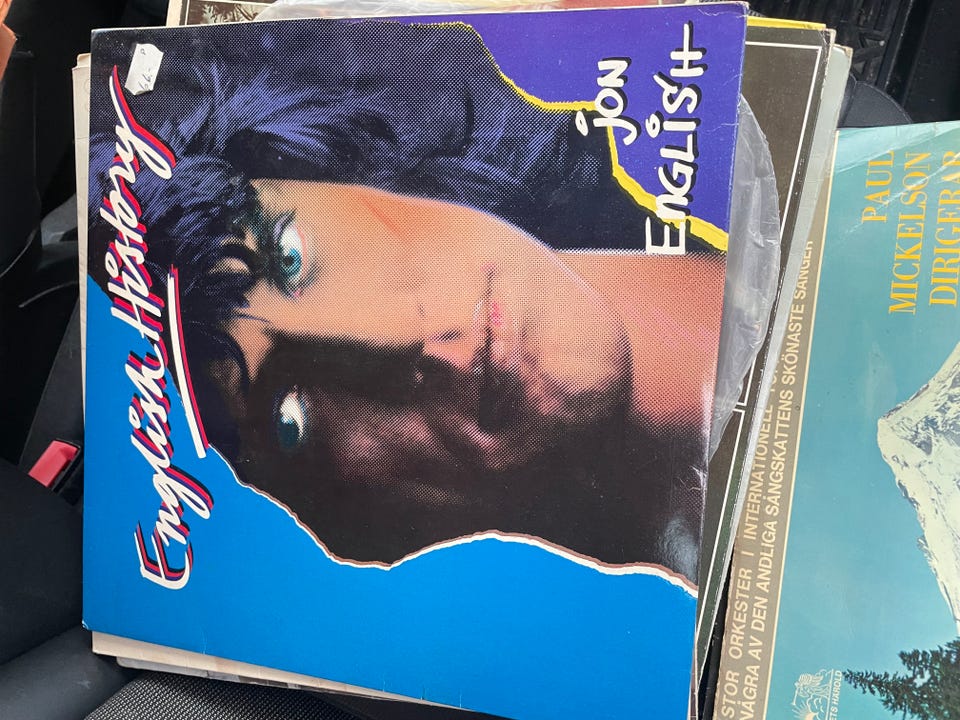 English History
jon
English
PAUL
MICKELSON
DIRIGERAR
STOR ORKESTER I INTERNATIONELL
NÅGRA AV DEN ANDLIGA SÅNGSKATTENS SKÖNASTE SÅNGER